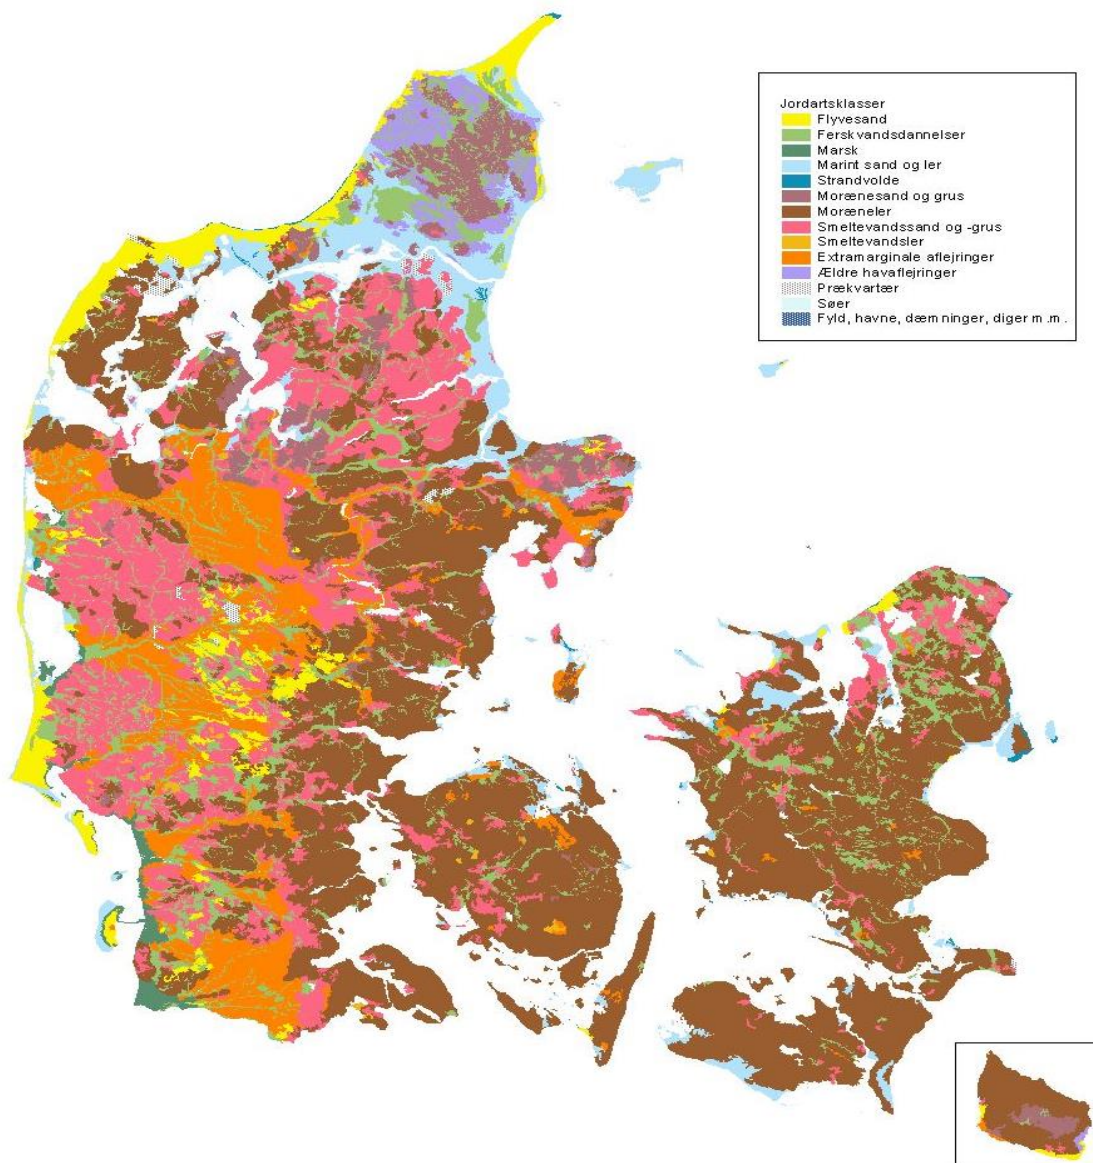 Jordartsklasser
Flyvesand
Ferskvandsdannelser
Marsk
Marint sand og ler
Strandvolde
Morænesand og grus
Moræneler
Smeltevandssand og -grus
Smeltevandsler
Extramarginale aflejringer
Ældre havaflejringer
Prækvartær
Søer
Fyld, havne, dæmninger, diger m.m.